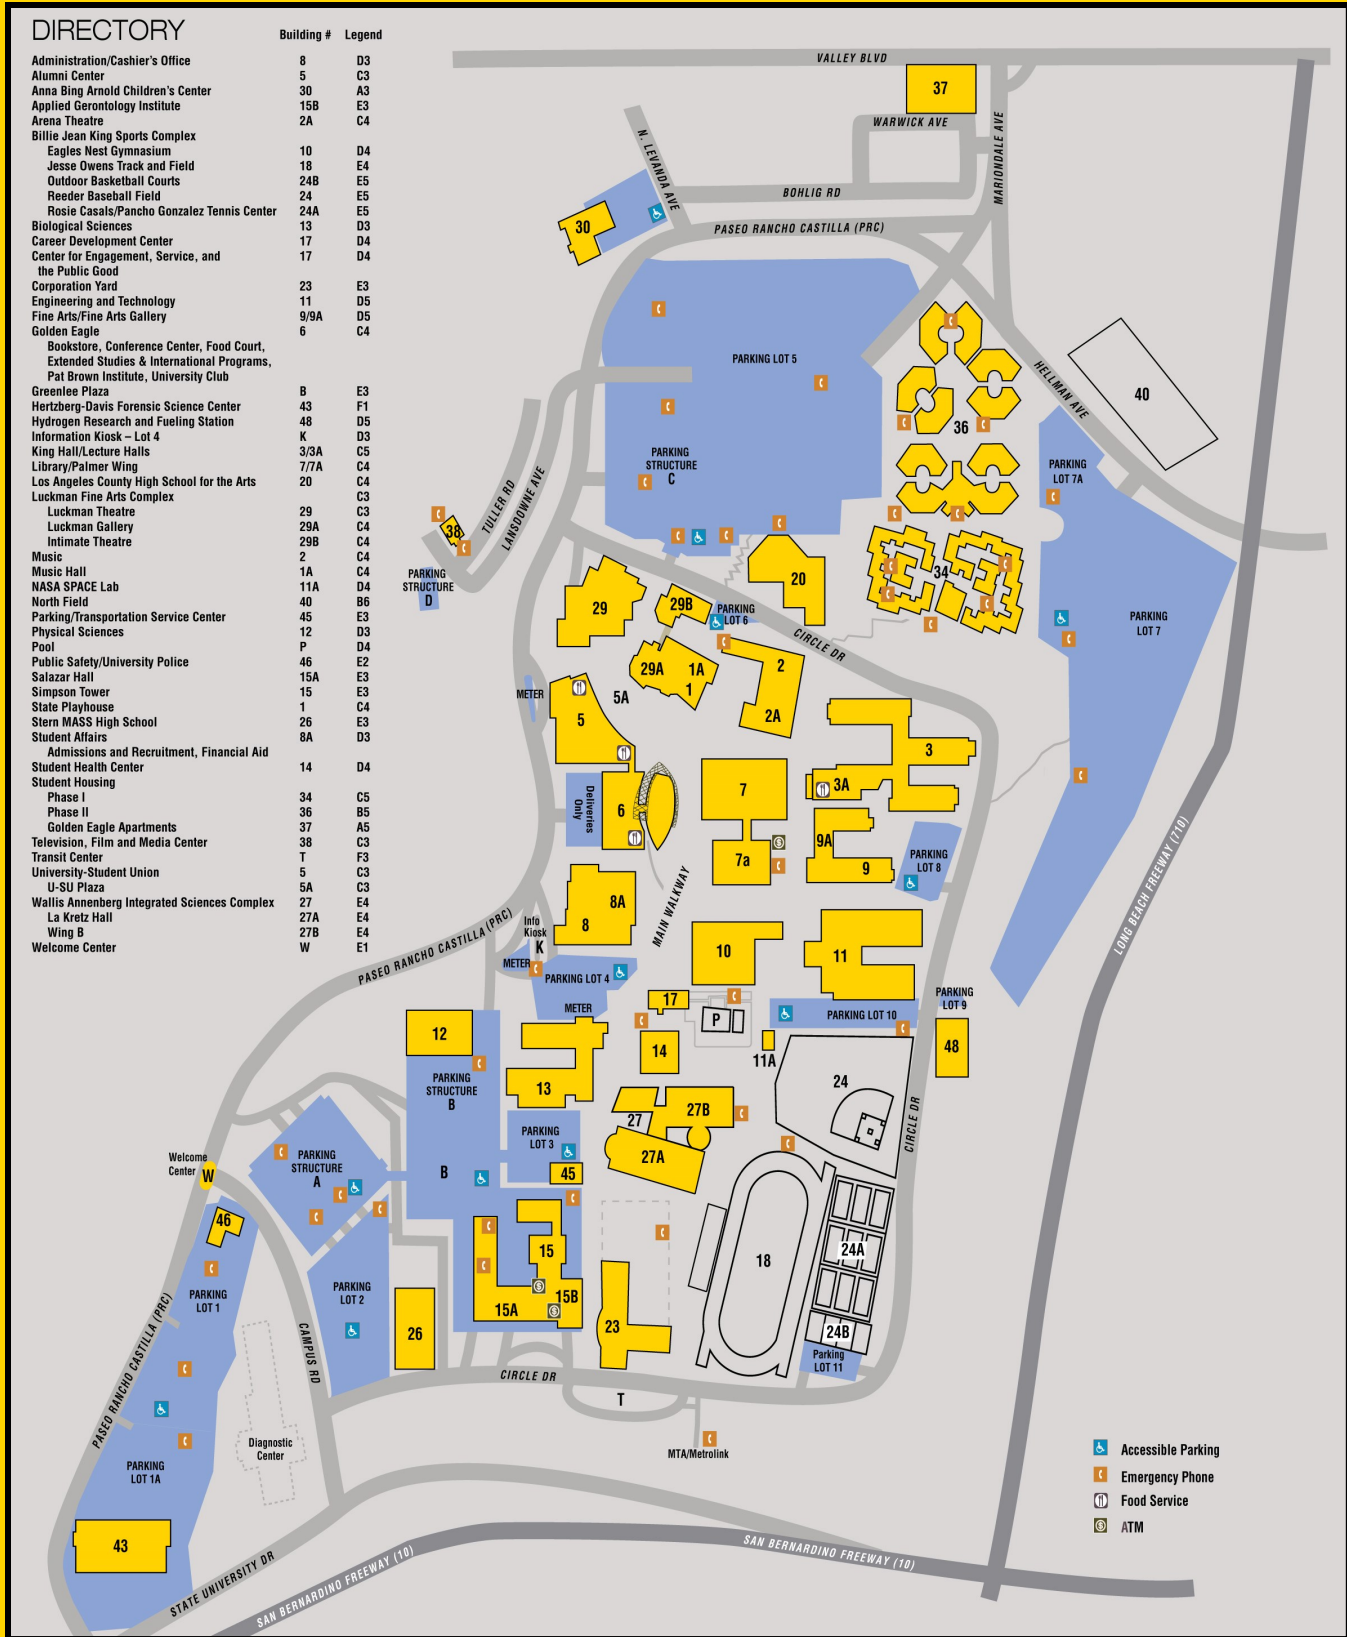 DIRECTORY Building # Legend
Administration/Cashier's Office 8 D3
Alumni Center 5 C3
Anna Bing Arnold Children's Center 30 A3
Applied Gerontology Institute 15B E3
Arena Theatre 2A C4
Billie Jean King Sports Complex
Eagles Nest Gymnasium 10 D4
Jesse Owens Track and Field 18 E4
Outdoor Basketball Courts 24B E5
Reeder Baseball Field 24 E5
Rosie Casals/Pancho Gonzalez Tennis Center 24A E5
Biological Sciences 13 D3
Career Development Center 17 D4
Center for Engagement, Service, and 17 D4
the Public Good
Corporation Yard 23 E3
Engineering and Technology 11 D5
Fine Arts/Fine Arts Gallery 9/9A D5
Golden Eagle 6 C4
Bookstore, Conference Center, Food Court,
Extended Studies & International Programs,
Pat Brown Institute, University Club
Greenlee Plaza B E3
Hertzberg-Davis Forensic Science Center 43 F1
Hydrogen Research and Fueling Station 48 D5
Information Kiosk – Lot 4 K D3
King Hall/Lecture Halls 3/3A C5
Library/Palmer Wing 7/7A C4
Los Angeles County High School for the Arts 20 C4
Luckman Fine Arts Complex C3
Luckman Theatre 29 C3
Luckman Gallery 29A C4
Intimate Theatre 29B C4
Music 2 C4
Music Hall 1A C4
NASA SPACE Lab 11A D4
North Field 40 B6
Parking/Transportation Service Center 45 E3
Physical Sciences 12 D3
Pool P D4
Public Safety/University Police 46 E2
Salazar Hall 15A E3
Simpson Tower 15 E3
State Playhouse 1 C4
Stern MASS High School 26 E3
Student Affairs 8A D3
Admissions and Recruitment, Financial Aid
Student Health Center 14 D4
Student Housing
Phase I 34 C5
Phase II 36 B5
Golden Eagle Apartments 37 A5
Television, Film and Media Center 38 C3
Transit Center T F3
University-Student Union 5 C3
U-SU Plaza 5A C3
Wallis Annenberg Integrated Sciences Complex 27 E4
La Kretz Hall 27A E4
Wing B 27B E4
Welcome Center W E1
VALLEY BLVD
37
WARWICK AVE
MARIONDALE AVE
N. LEVANDA AVE
BOHLIG RD
30
PASEO RANCHO CASTILLA (PRC)
PARKING LOT 5
HELLMAN AVE
40
36
PARKING
STRUCTURE
C
PARKING
LOT 7A
TULLER RD
LANSDOWNE AVE
38
PARKING
STRUCTURE
D
20
34
29
29B
PARKING
LOT 6
PARKING
LOT 7
CIRCLE DR
29A
1A
1
2
2A
METER
5A
5
3
3A
7
6
Deliveries
Only
7a
9A
9
PARKING
LOT 8
LONG BEACH FREEWAY (710)
MAIN WALKWAY
8A
8
Info
Kiosk
K
PASEO RANCHO CASTILLA (PRC)
METER
PARKING LOT 4
METER
10
11
17
P
PARKING LOT 10
PARKING
LOT 9
48
12
14
11A
PARKING
STRUCTURE
B
13
24
CIRCLE DR
27B
27
27A
PARKING
LOT 3
45
B
Welcome
Center
W
PARKING
STRUCTURE
A
46
15
15A
15B
18
24A
24B
Parking
LOT 11
PARKING
LOT 1
PARKING
LOT 2
26
23
PASEO RANCHO CASTILLA (PRC)
CAMPUS RD
CIRCLE DR
T
MTA/Metrolink
Diagnostic
Center
PARKING
LOT 1A
43
STATE UNIVERSITY DR
SAN BERNARDINO FREEWAY (10)
SAN BERNARDINO FREEWAY (10)
Accessible Parking
Emergency Phone
Food Service
ATM